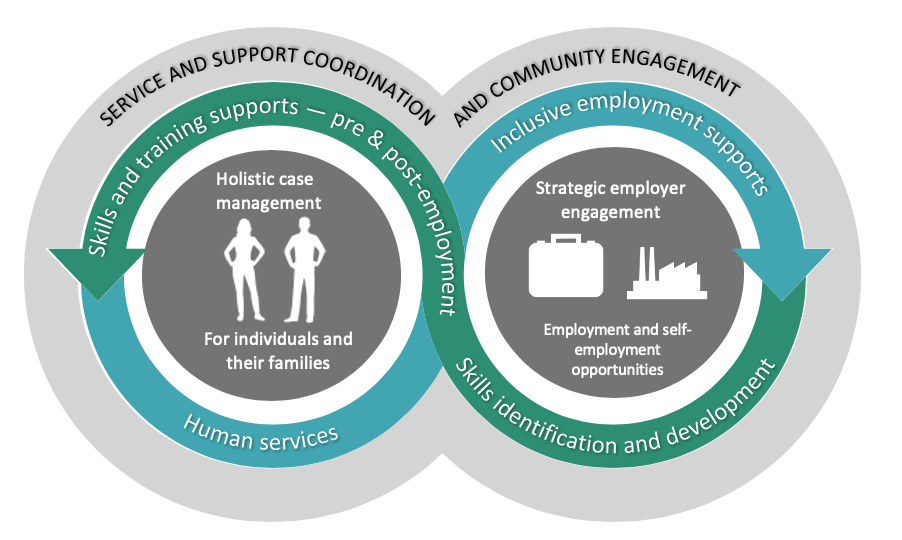 SERVICE AND SUPPORT COORDINATION
AND COMMUNITY ENGAGEMENT
Skills and training supports — pre & post-employment
Inclusive employment supports
Holistic case
management
For individuals and
their families
Strategic employer
engagement
Employment and self-
employment
opportunities
Human services
Skills identification and development